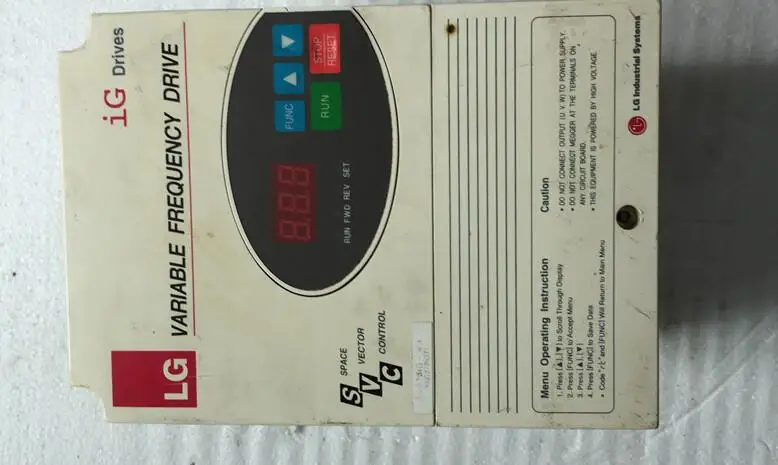 LG
iG Drives
VARIABLE FREQUENCY DRIVE
8.8.8
FUNC
▲
▼
RUN
STOP
RESET
RUN FWD REV SET
SPACE
VECTOR
CONTROL
SVC
Menu Operating Instruction
1. Press [▲],[▼] to Scroll Through Display
2. Press [FUNC] to Accept Menu
3. Press [▲],[▼]
4. Press [FUNC] to Save Data
• Code and [FUNC] Will Return to Main Menu
Caution
• DO NOT CONNECT OUTPUT (U V W) TO POWER SUPPLY.
• DO NOT CONNECT MEGGER AT THE TERMINALS ON
ANY CIRCUIT BOARD.
• THIS EQUIPMENT IS POWERED BY HIGH VOLTAGE.
LG Industrial Systems